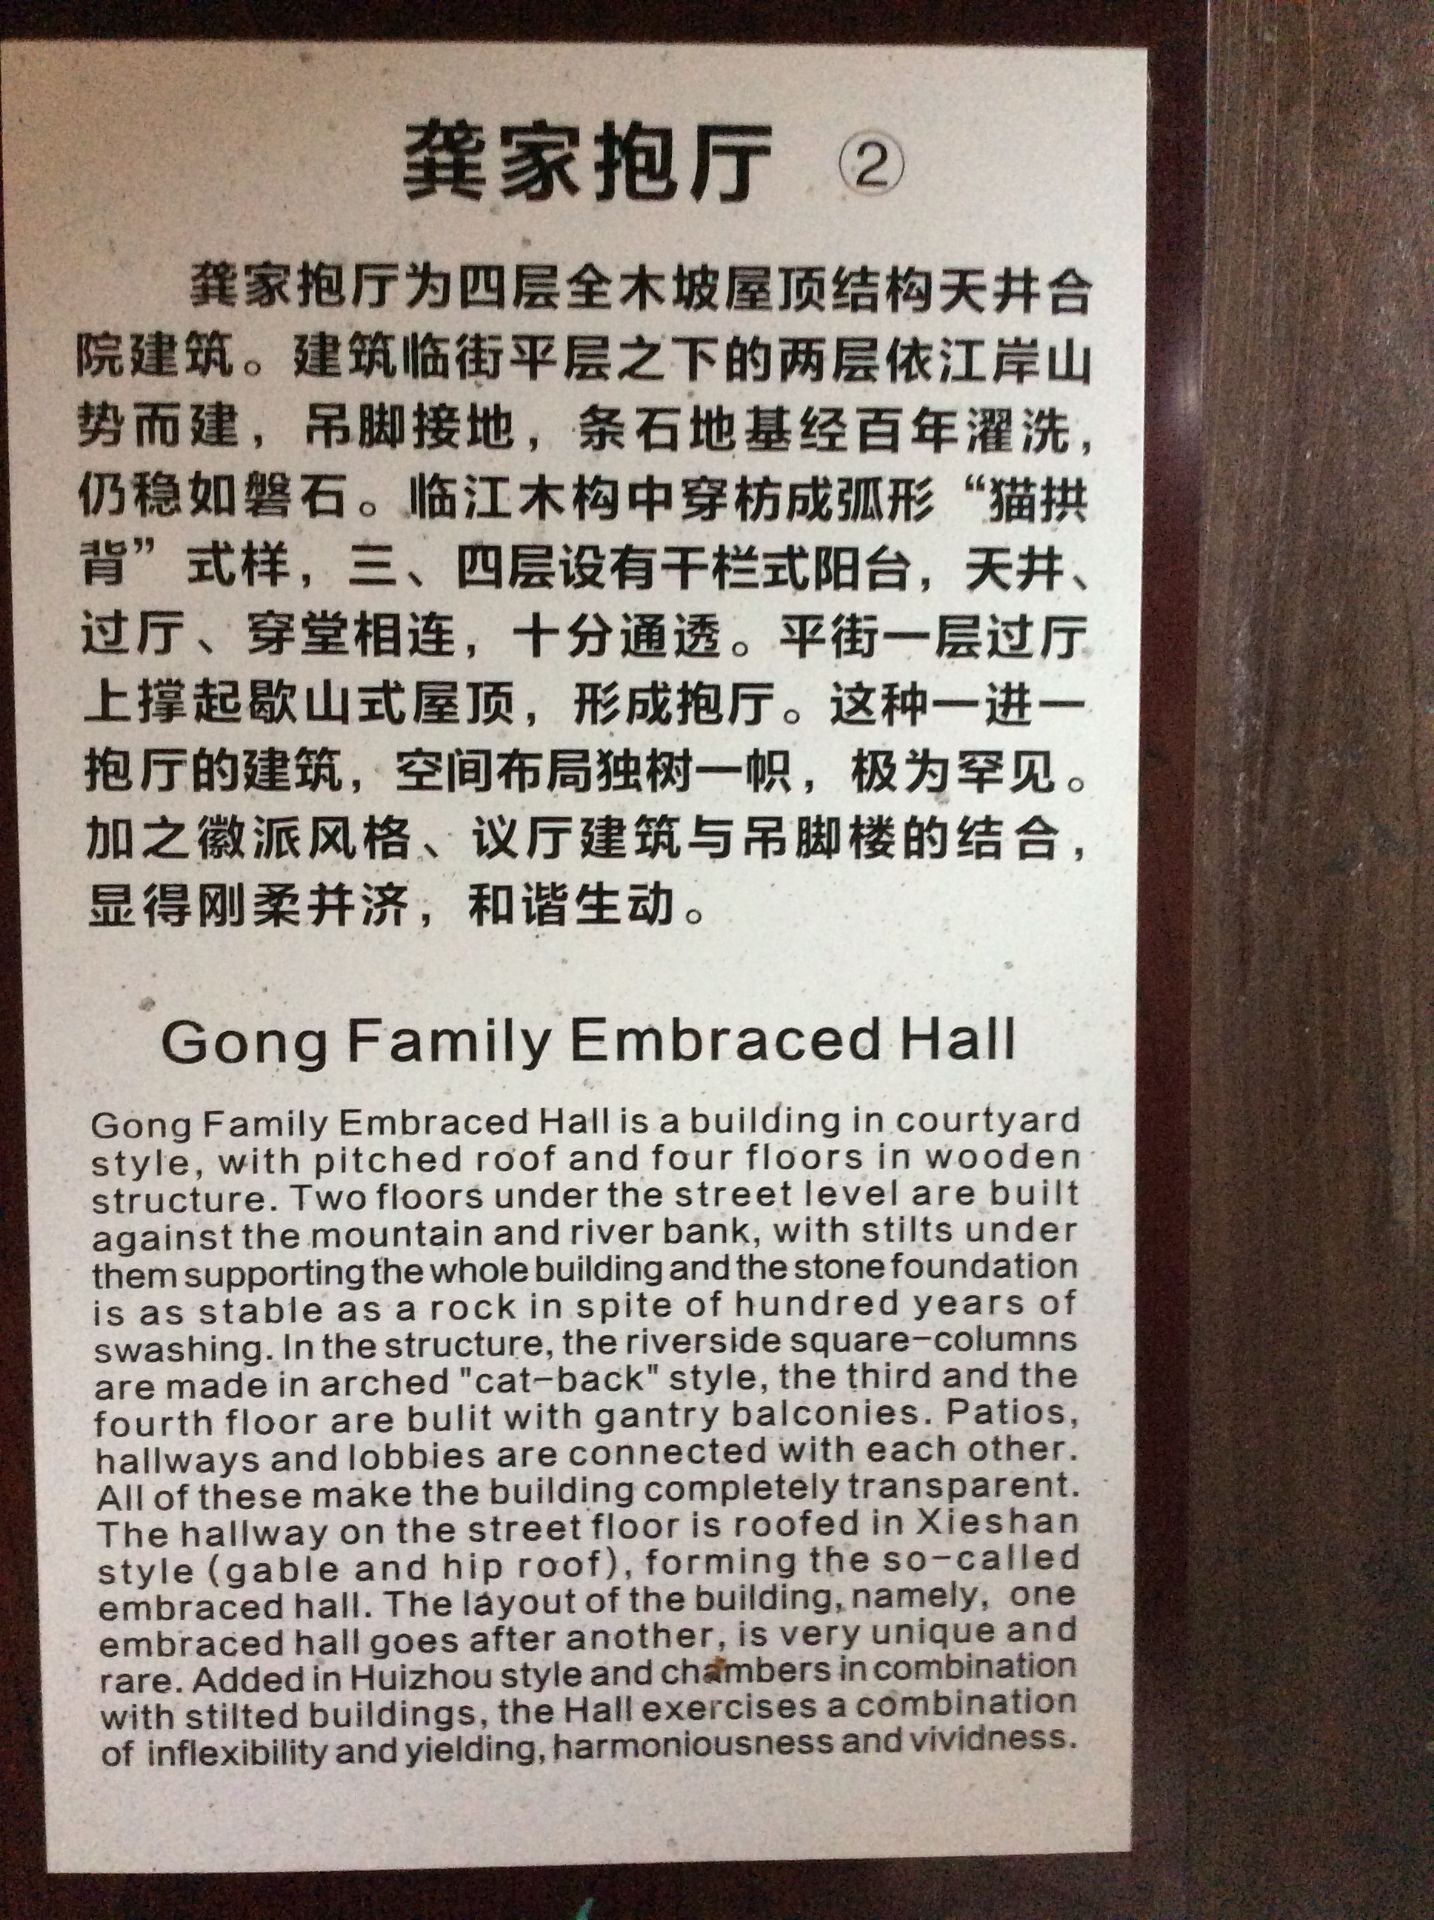 龚家抱厅 ②
龚家抱厅为四层全木坡屋顶结构天井合
院建筑。建筑临街平层之下的两层依江岸山
势而建，吊脚接地，条石地基经百年濯洗，
仍稳如磐石。临江木构中穿枋成弧形“猫拱
背”式样，三、四层设有干栏式阳台，天井、
过厅、穿堂相连，十分通透。平街一层过厅
上撑起歇山式屋顶，形成抱厅。这种一进一
抱厅的建筑，空间布局独树一帜，极为罕见。
加之徽派风格、议厅建筑与吊脚楼的结合，
显得刚柔并济，和谐生动。
Gong Family Embraced Hall
Gong Family Embraced Hall is a building in courtyard
style, with pitched roof and four floors in wooden
structure. Two floors under the street level are built
against the mountain and river bank, with stilts under
them supporting the whole building and the stone foundation
is as stable as a rock in spite of hundred years of
swashing. In the structure, the riverside square-columns
are made in arched "cat-back" style, the third and the
fourth floor are bulit with gantry balconies. Patios,
hallways and lobbies are connected with each other.
All of these make the building completely transparent.
The hallway on the street floor is roofed in Xieshan
style (gable and hip roof), forming the so-called
embraced hall. The layout of the building, namely, one
embraced hall goes after another, is very unique and
rare. Added in Huizhou style and chambers in combination
with stilted buildings, the Hall exercises a combination
of inflexibility and yielding, harmoniousness and vividness.